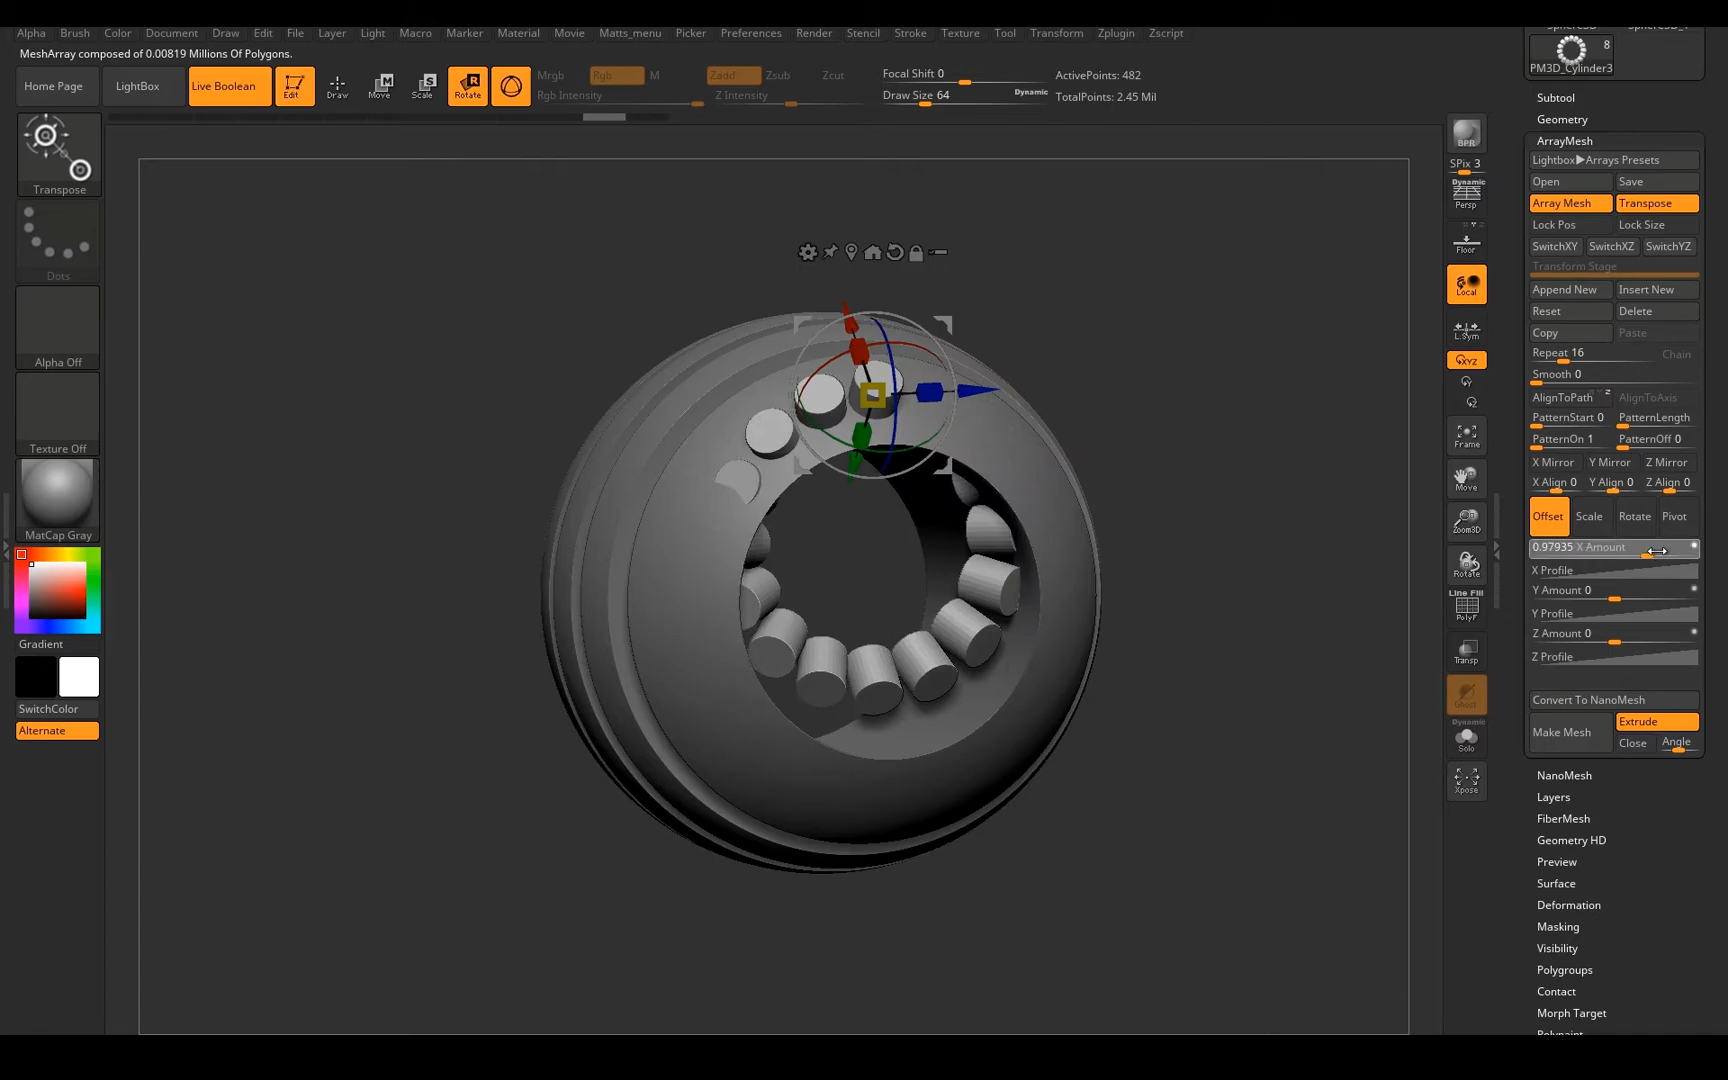 Alpha Brush Color Document Draw Edit File Layer Light Macro Marker Material Movie Matts_menu Picker Preferences Render Stencil Stroke Texture Tool Transform Zplugin Zscript
MeshArray composed of 0.00819 Millions Of Polygons.
Home Page
LightBox
Live Boolean
Edit
Draw
Move
Scale
Rotate
Mrgb Rgb M
Rgb Intensity
Zadd Zsub Zcut
Z Intensity
Focal Shift 0
Draw Size 64
Dynamic
ActivePoints: 482
TotalPoints: 2.45 Mil
Transpose
Dots
Alpha Off
Texture Off
MatCap Gray
Gradient
SwitchColor
Alternate
BPR
SPix 3
Dynamic
Persp
Floor
Local
L.Sym
XYZ
Frame
Move
Zoom3D
Rotate
Line Fill
PolyF
Transp
Ghost
Dynamic
Solo
Xpose
8
PM3D_Cylinder3
Subtool
Geometry
ArrayMesh
Lightbox▶Arrays Presets
Open Save
Array Mesh Transpose
Lock Pos Lock Size
SwitchXY SwitchXZ SwitchYZ
Transform Stage
Append New Insert New
Reset Delete
Copy Paste
Repeat 16 Chain
Smooth 0
AlignToPath AlignToAxis
PatternStart 0 PatternLength
PatternOn 1 PatternOff 0
X Mirror Y Mirror Z Mirror
X Align 0 Y Align 0 Z Align 0
Offset Scale Rotate Pivot
0.97935 X Amount
X Profile
Y Amount 0
Y Profile
Z Amount 0
Z Profile
Convert To NanoMesh
Make Mesh
Extrude
Close Angle
NanoMesh
Layers
FiberMesh
Geometry HD
Preview
Surface
Deformation
Masking
Visibility
Polygroups
Contact
Morph Target